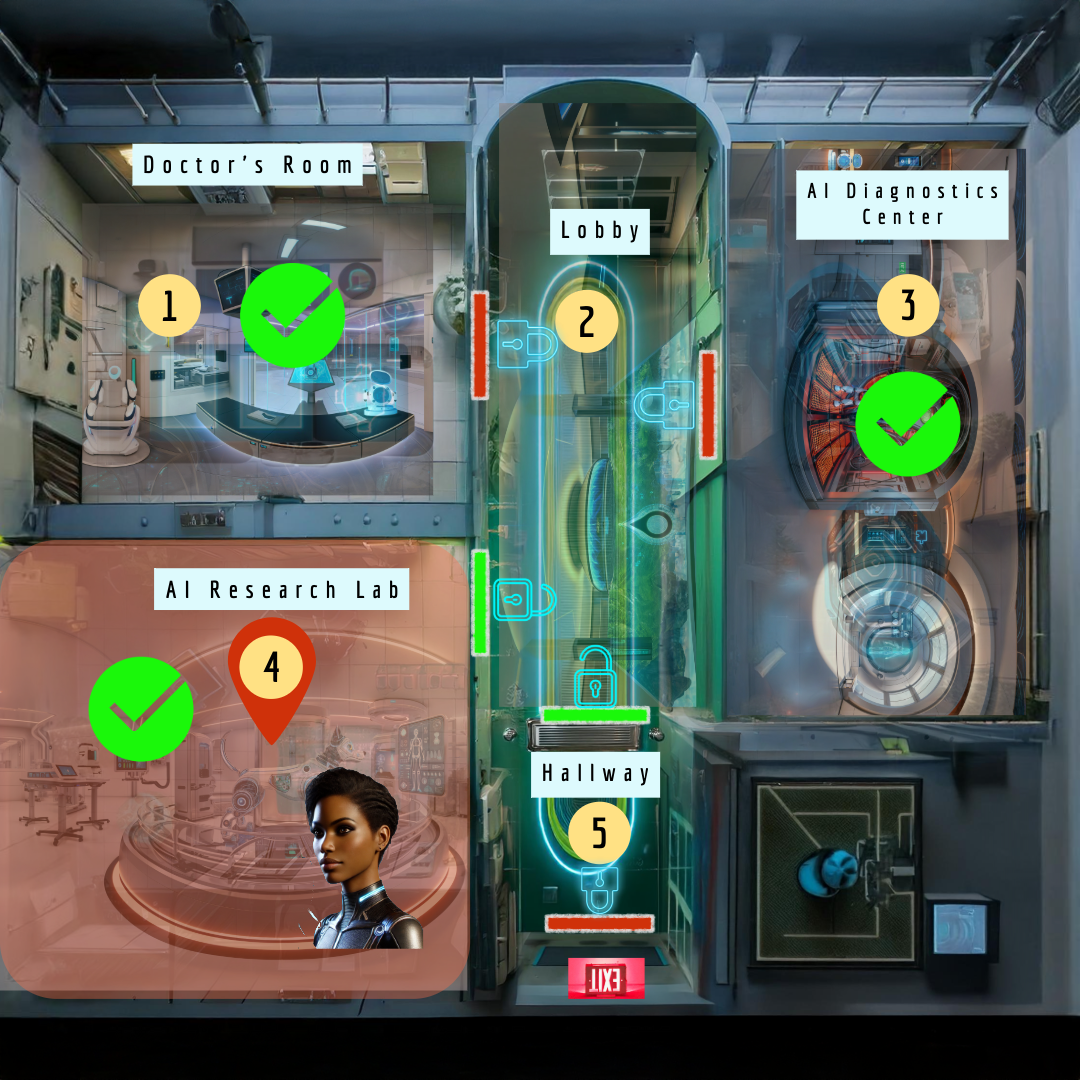 Doctor's Room
1
Lobby
2
AI Diagnostics
Center
3
AI Research Lab
4
Hallway
5
EXIT